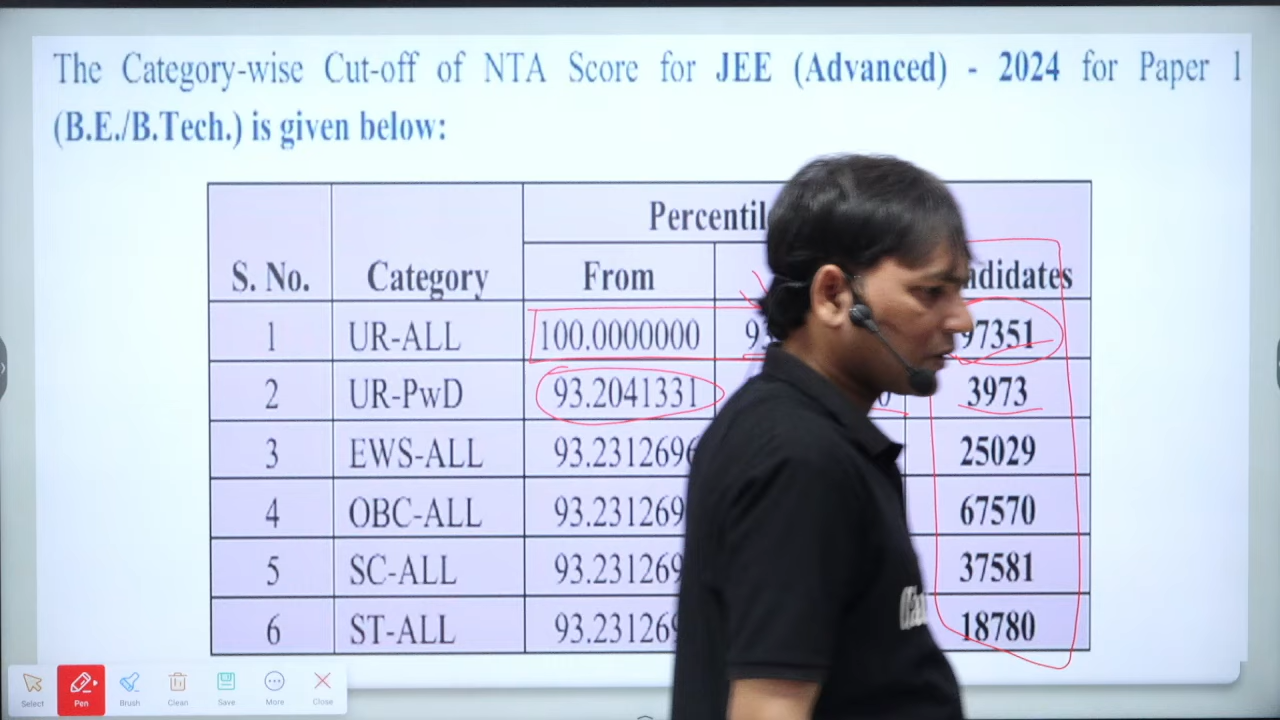 The Category-wise Cut-off of NTA Score for JEE (Advanced) - 2024 for Paper 1
(B.E./B.Tech.) is given below:
S. No. Category From
1 UR-ALL 100.0000000 97351
2 UR-PwD 93.2041331 3973
3 EWS-ALL 25029
4 OBC-ALL 67570
5 SC-ALL 37581
6 ST-ALL 18780
Select Pen Brush Clean Save More Close